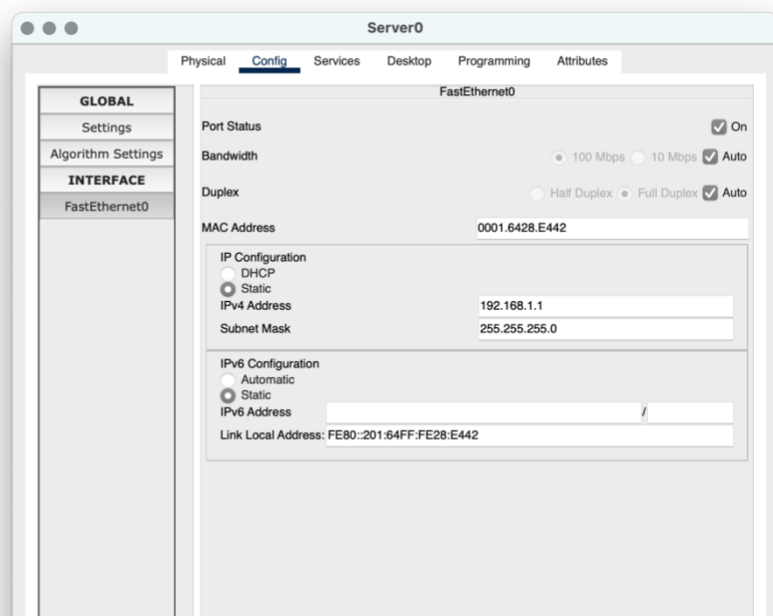 Server0
Physical Config Services Desktop Programming Attributes
GLOBAL
Settings
Algorithm Settings
INTERFACE
FastEthernet0
FastEthernet0
Port Status On
Bandwidth 100 Mbps 10 Mbps Auto
Duplex Half Duplex Full Duplex Auto
MAC Address 0001.6428.E442
IP Configuration
DHCP
Static
IPv4 Address 192.168.1.1
Subnet Mask 255.255.255.0
IPv6 Configuration
Automatic
Static
IPv6 Address /
Link Local Address: FE80::201:64FF:FE28:E442